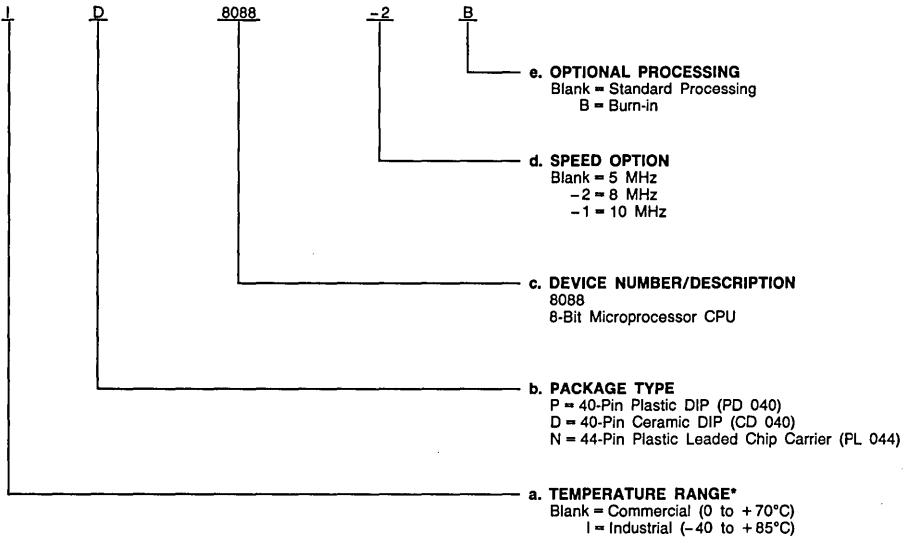 I D 8088 -2 B
e. OPTIONAL PROCESSING
Blank = Standard Processing
B = Burn-in
d. SPEED OPTION
Blank = 5 MHz
-2 = 8 MHz
-1 = 10 MHz
c. DEVICE NUMBER/DESCRIPTION
8088
8-Bit Microprocessor CPU
b. PACKAGE TYPE
P = 40-Pin Plastic DIP (PD 040)
D = 40-Pin Ceramic DIP (CD 040)
N = 44-Pin Plastic Leaded Chip Carrier (PL 044)
a. TEMPERATURE RANGE*
Blank = Commercial (0 to +70°C)
I = Industrial (-40 to +85°C)